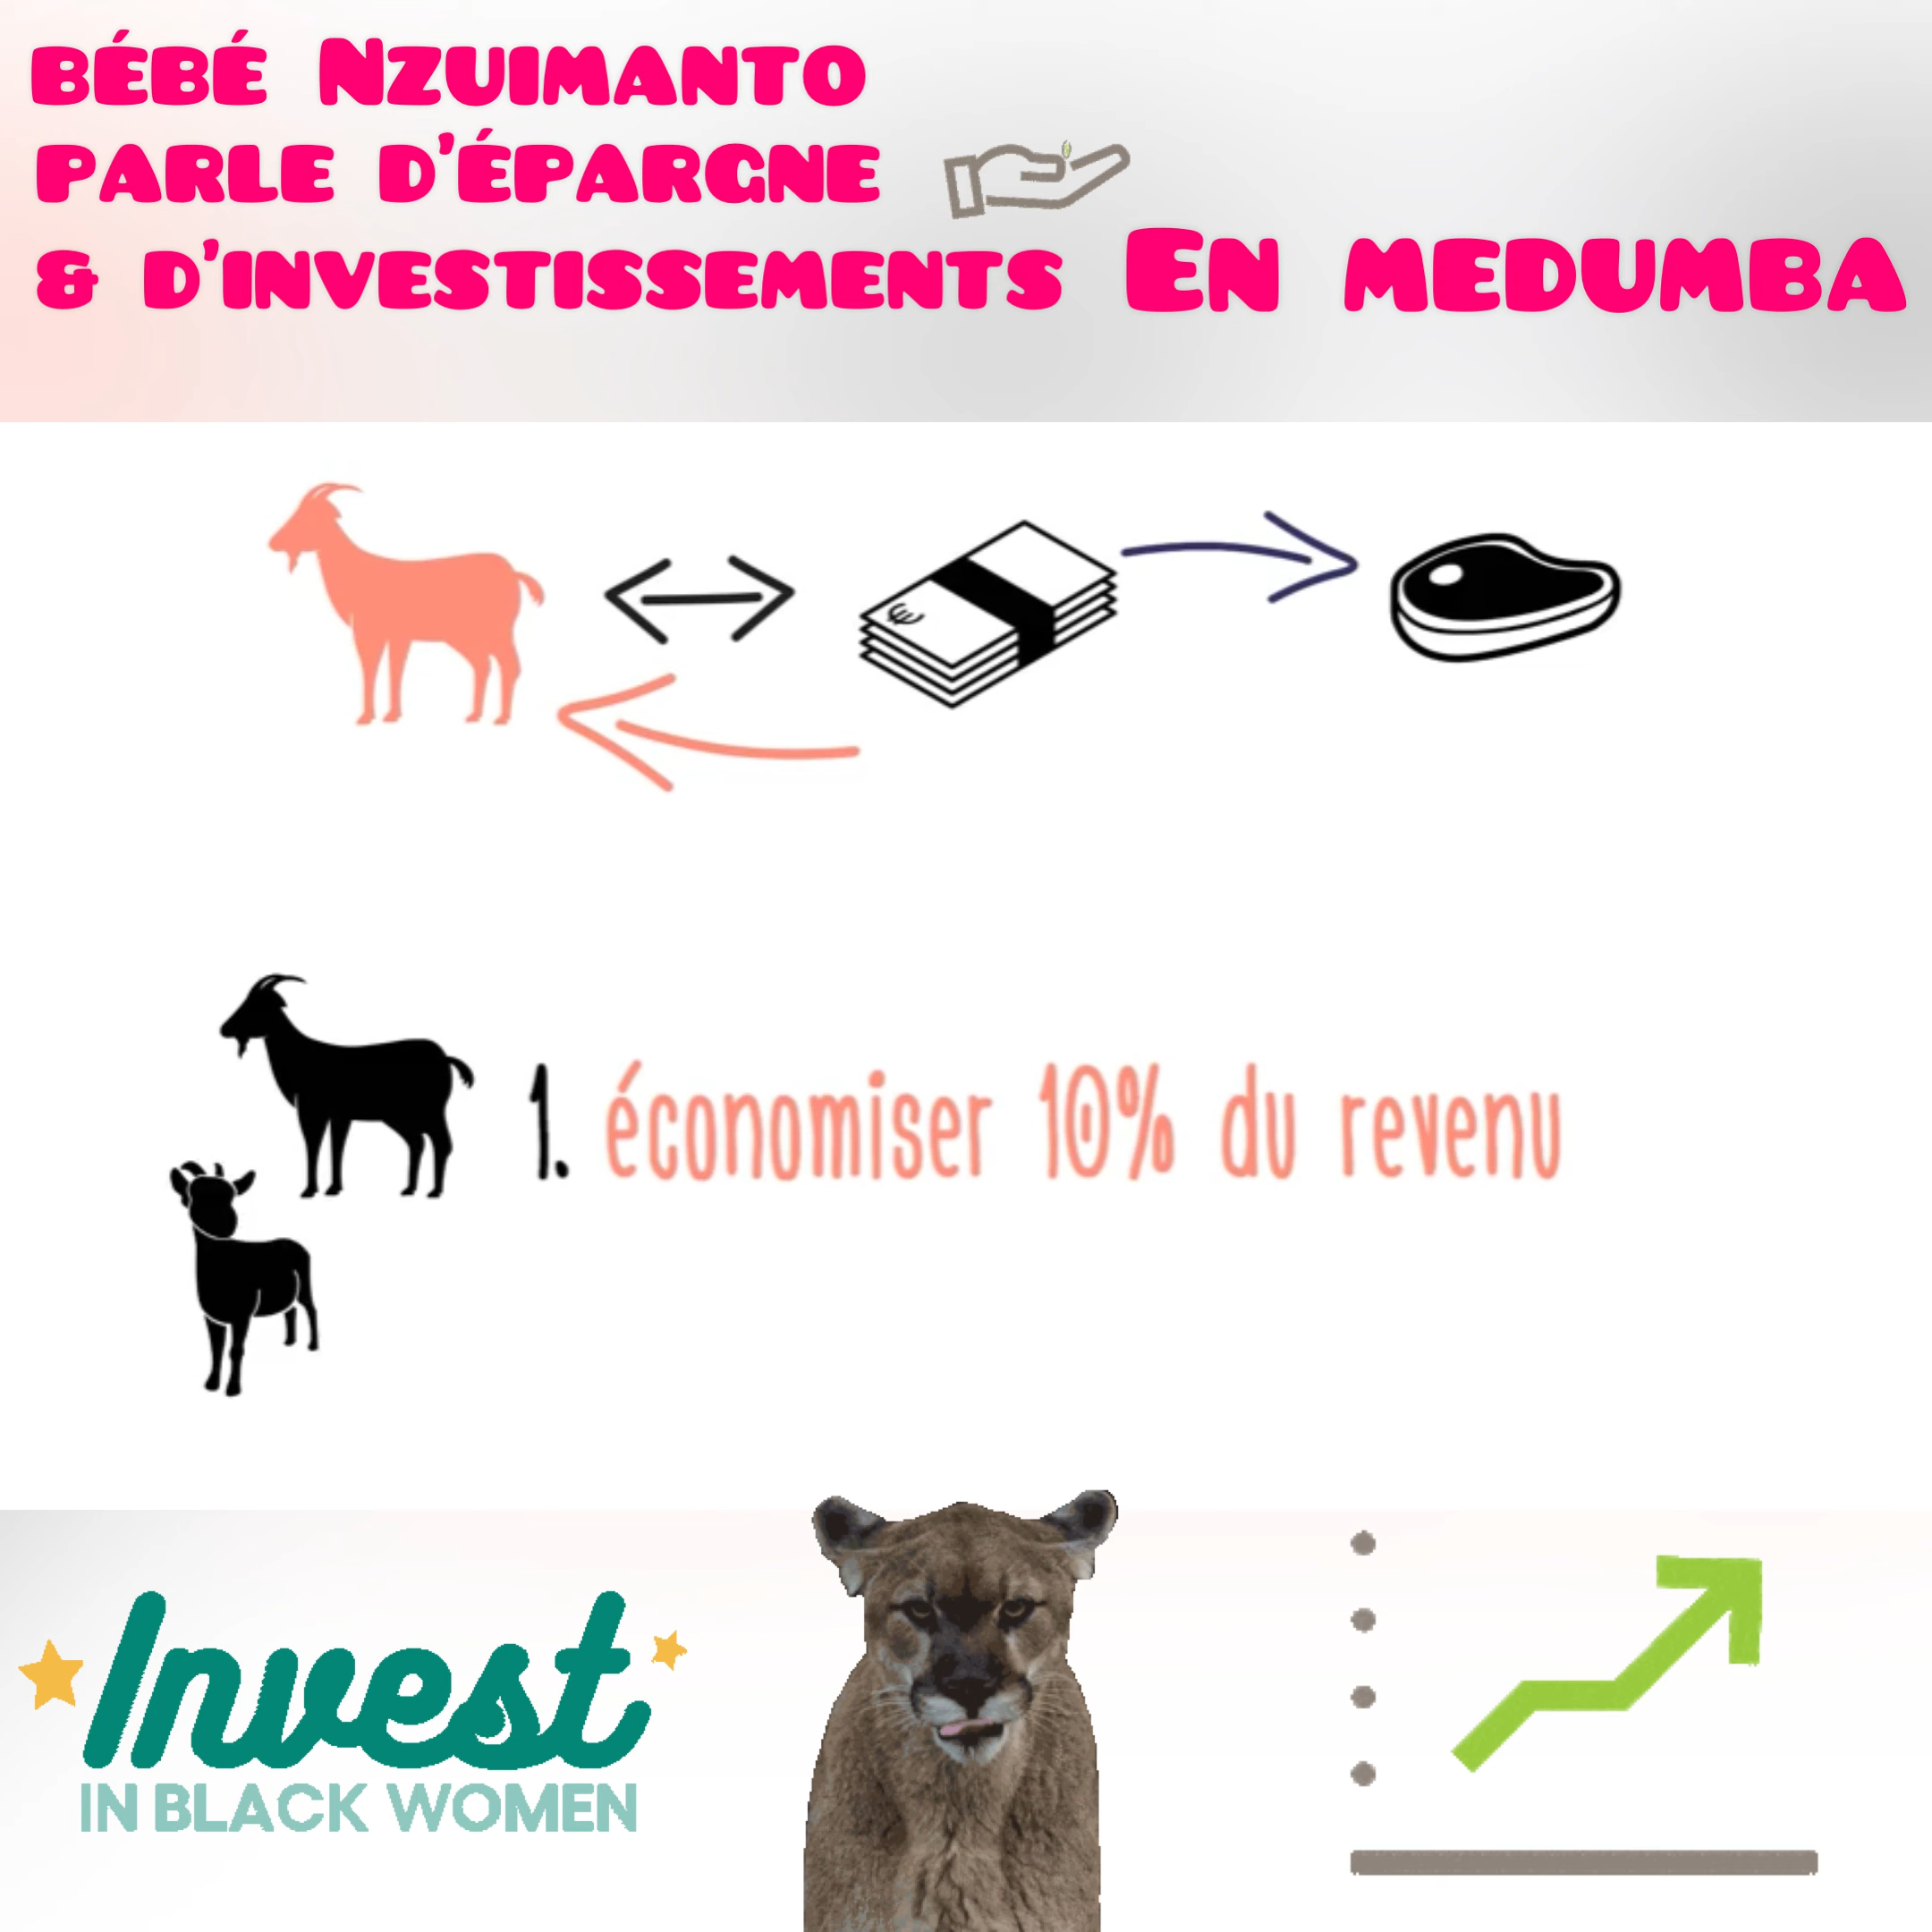 BÉBÉ NZUIMANTO
PARLE D'ÉPARGNE
& D'INVESTISSEMENTS EN MEDUMBA
€
1. économiser 10% du revenu
Invest
IN BLACK WOMEN